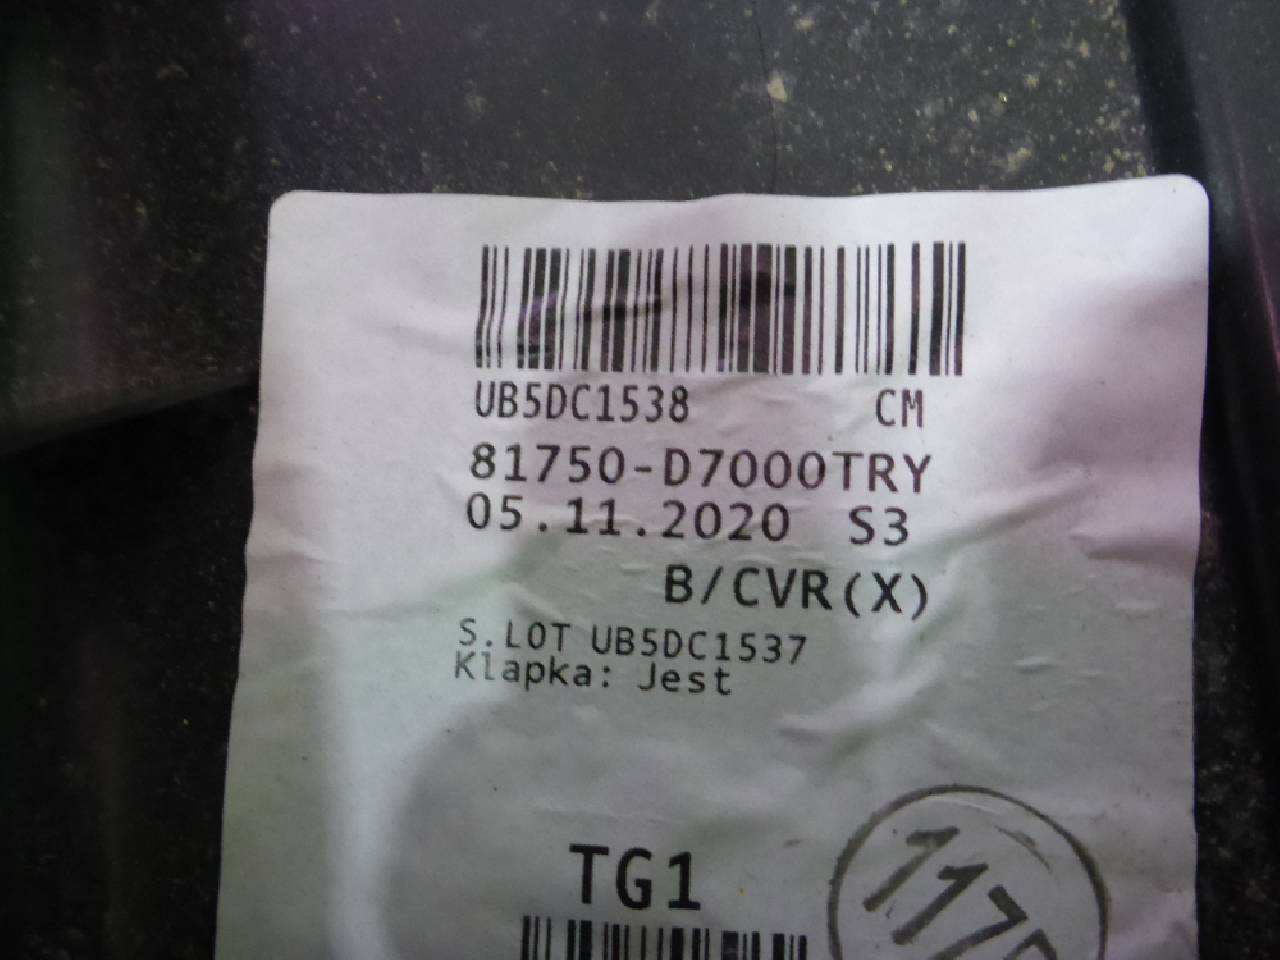 UB5DC1538 CM
81750-D7000TRY
05.11.2020 S3
B/CVR(X)
S.LOT UB5DC1537
Klapka: Jest
TG1